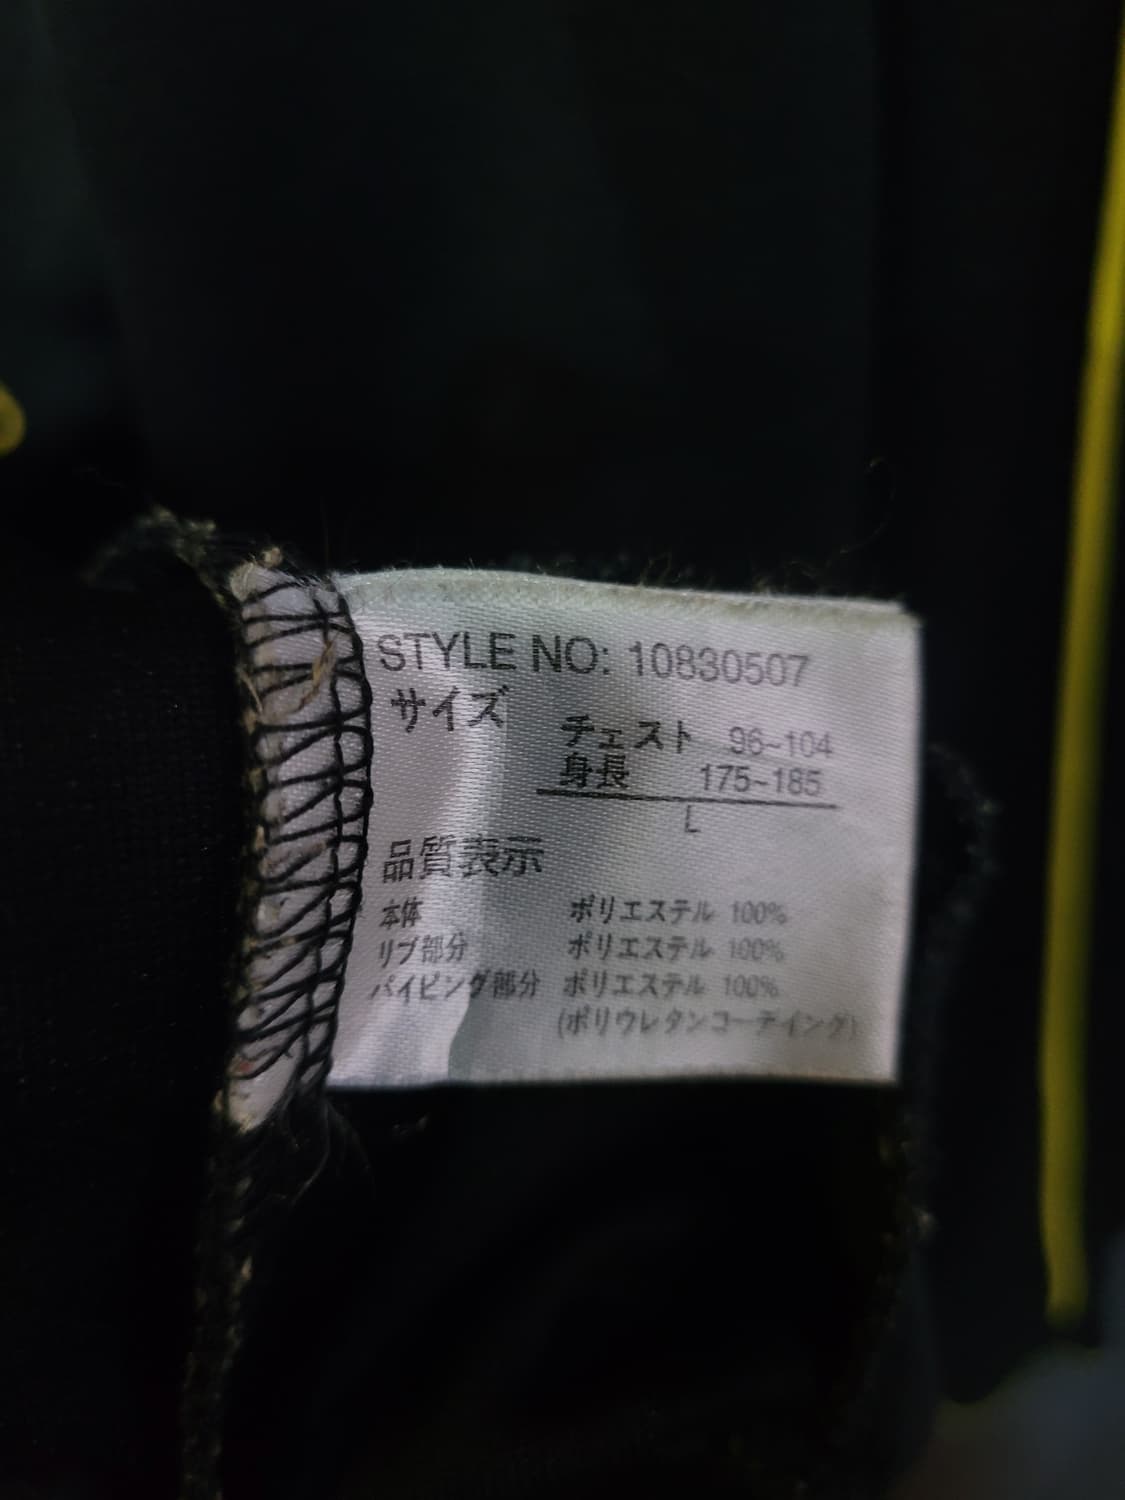 STYLE NO: 10830507
サイズ
チェスト 96~104
身長 175~185
L
品質表示
本体 ポリエステル 100%
リブ部分 ポリエステル 100%
パイピング部分 ポリエステル 100%
(ポリウレタンコーテイング)